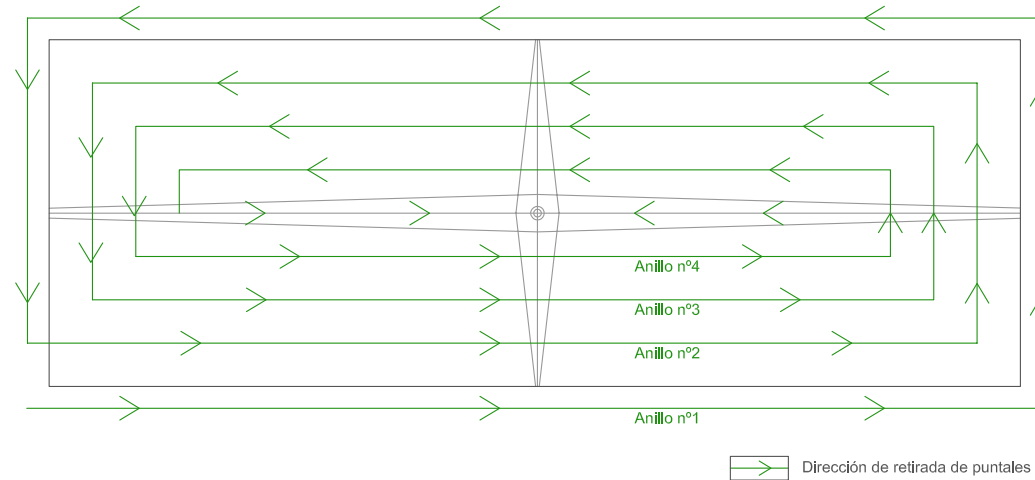 Anillo nº4
Anillo nº3
Anillo nº2
Anillo nº1
Dirección de retirada de puntales